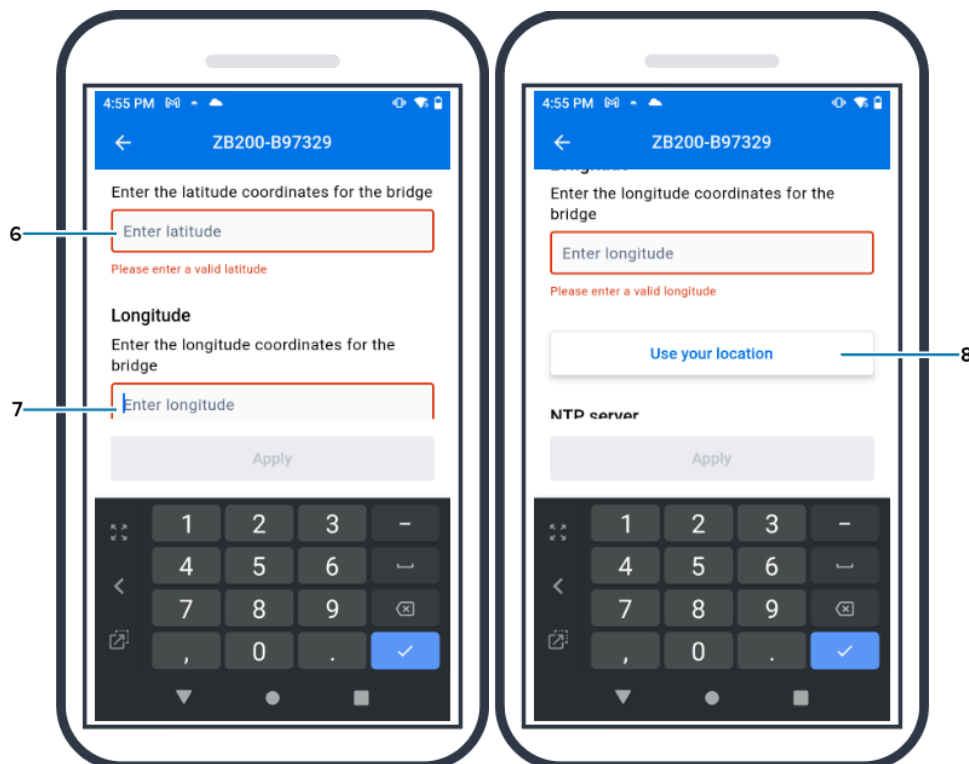 4:55 PM
ZB200-B97329
Enter the latitude coordinates for the bridge
6
Enter latitude
Please enter a valid latitude
Longitude
Enter the longitude coordinates for the
bridge
7
Enter longitude
Apply
1 2 3 –
4 5 6
7 8 9
, 0 .
4:55 PM
ZB200-B97329
Longitude
Enter the longitude coordinates for the
bridge
Enter longitude
Please enter a valid longitude
Use your location
8
NTP server
Apply
1 2 3 –
4 5 6
7 8 9
, 0 .